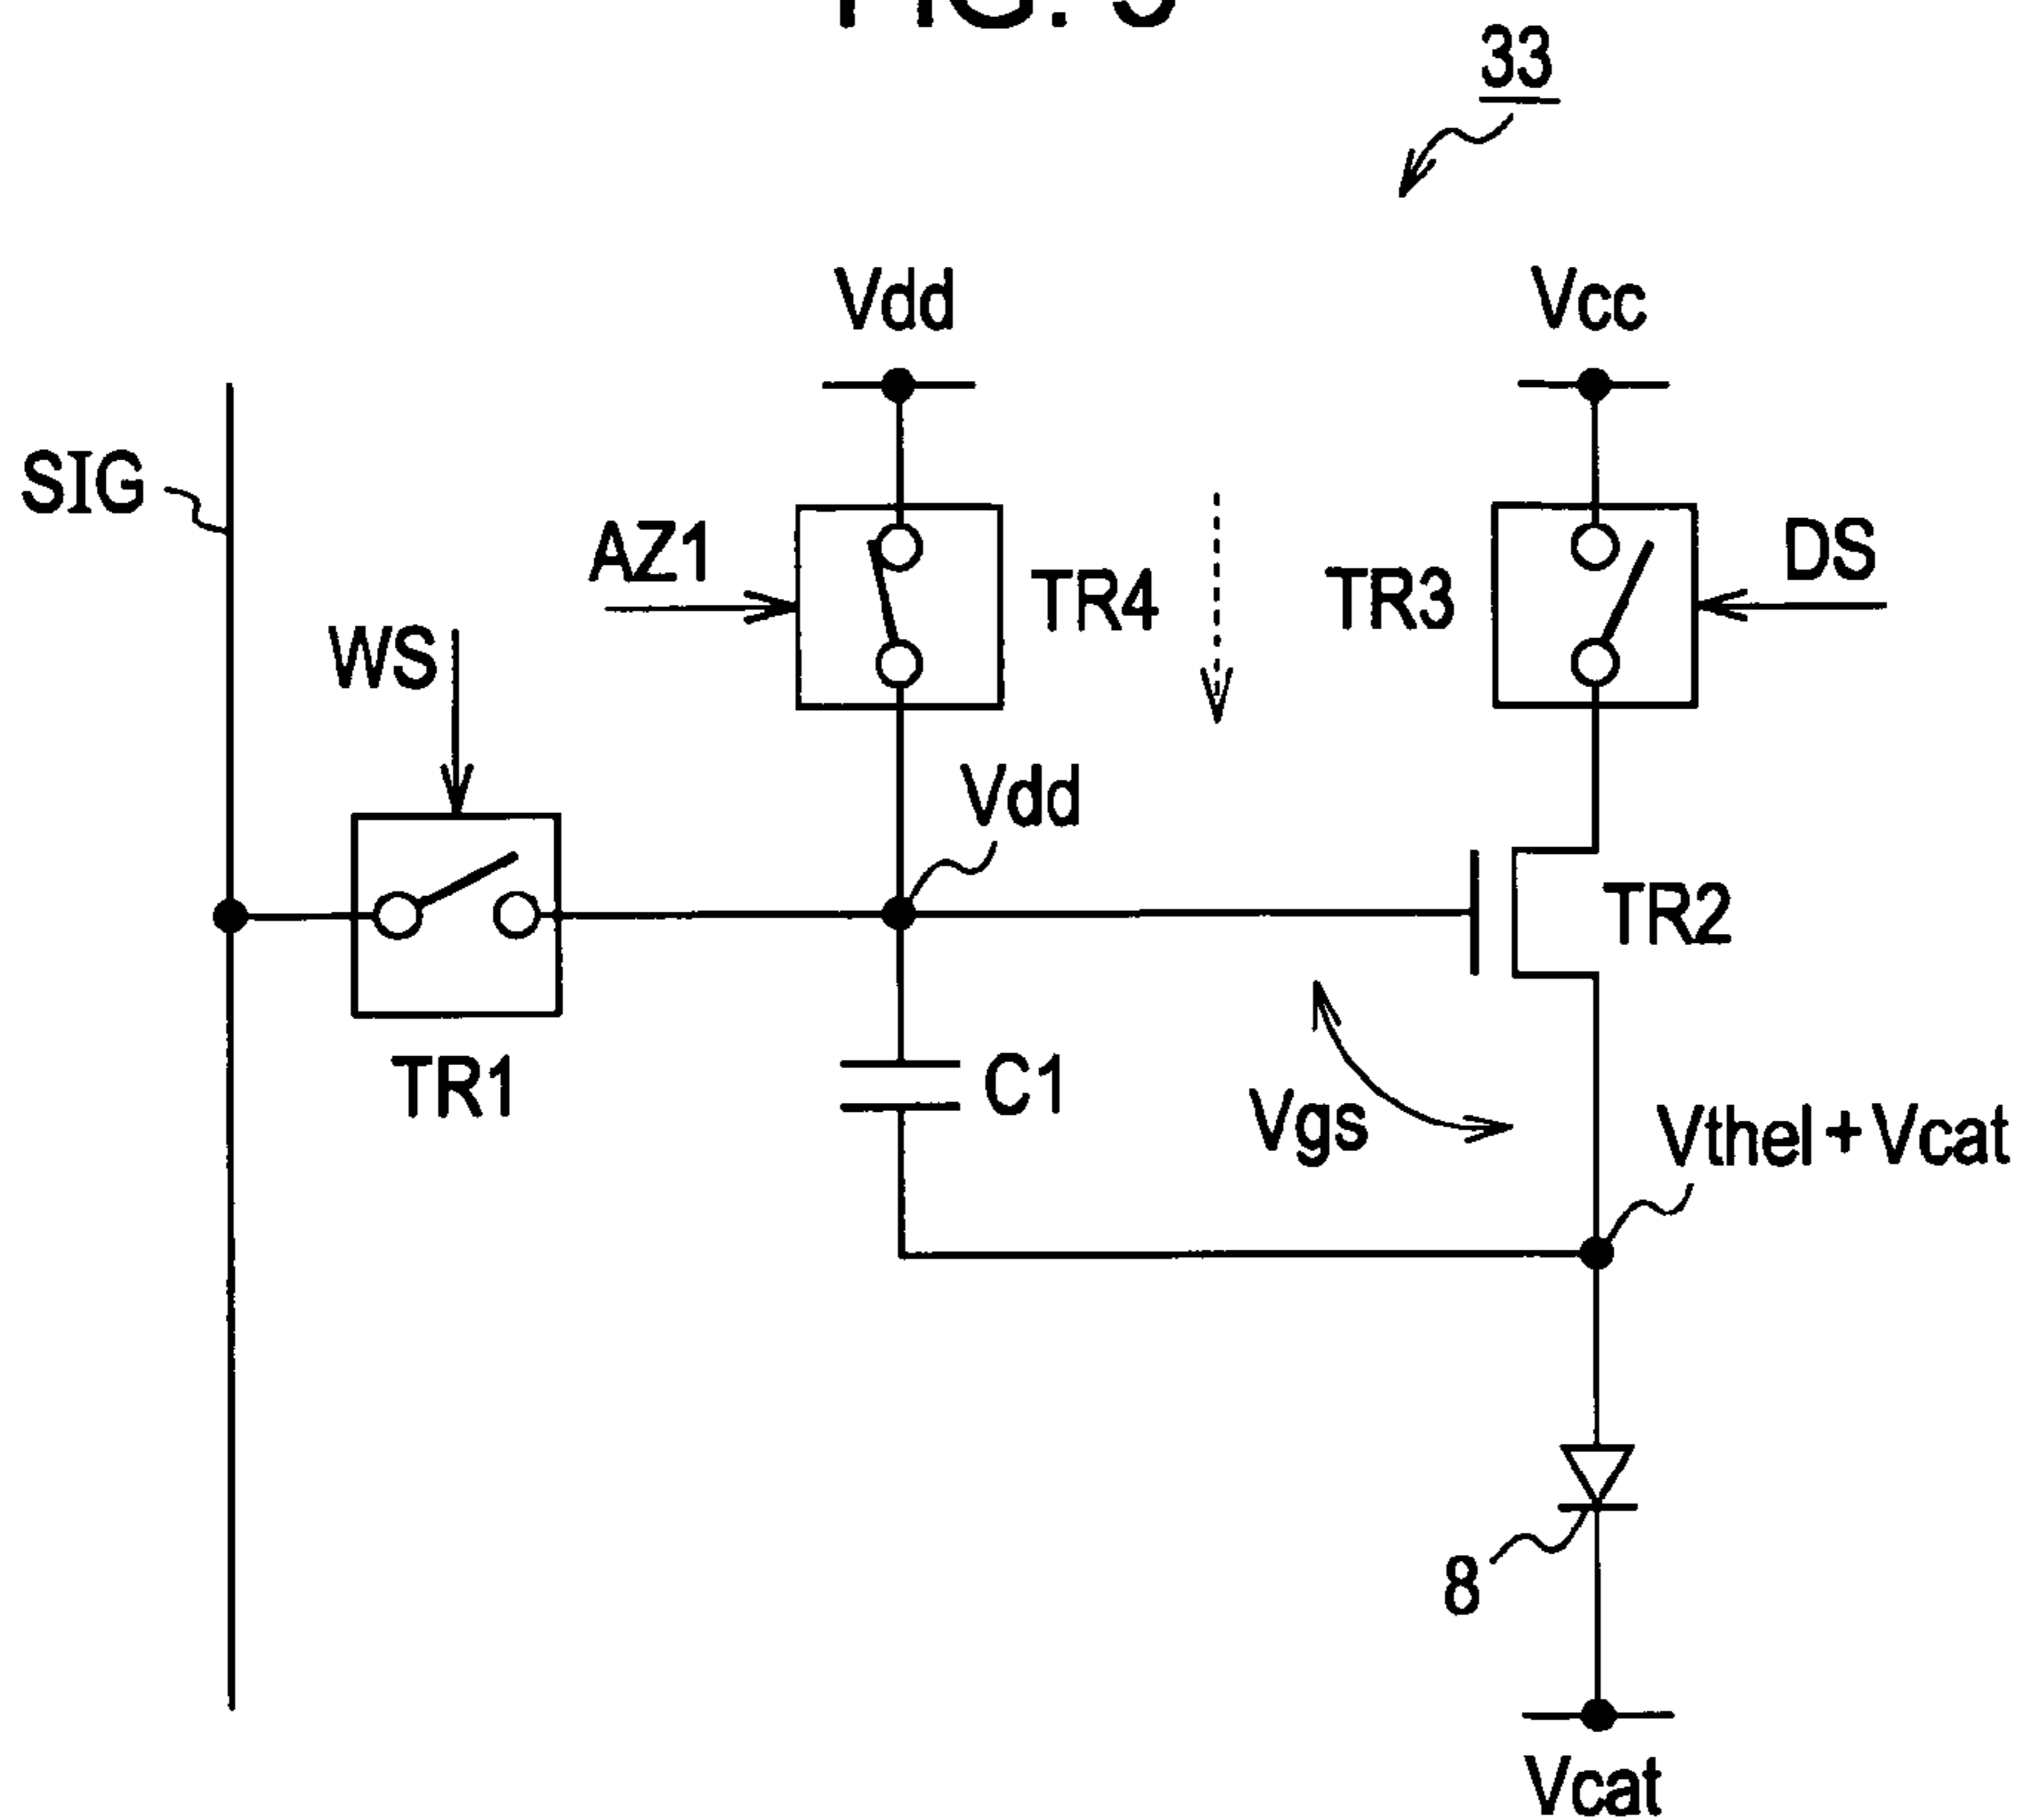 33
Vdd
Vcc
SIG
AZ1
TR4
TR3
DS
WS
Vdd
TR2
TR1
C1
Vgs
Vthel+Vcat
8
Vcat